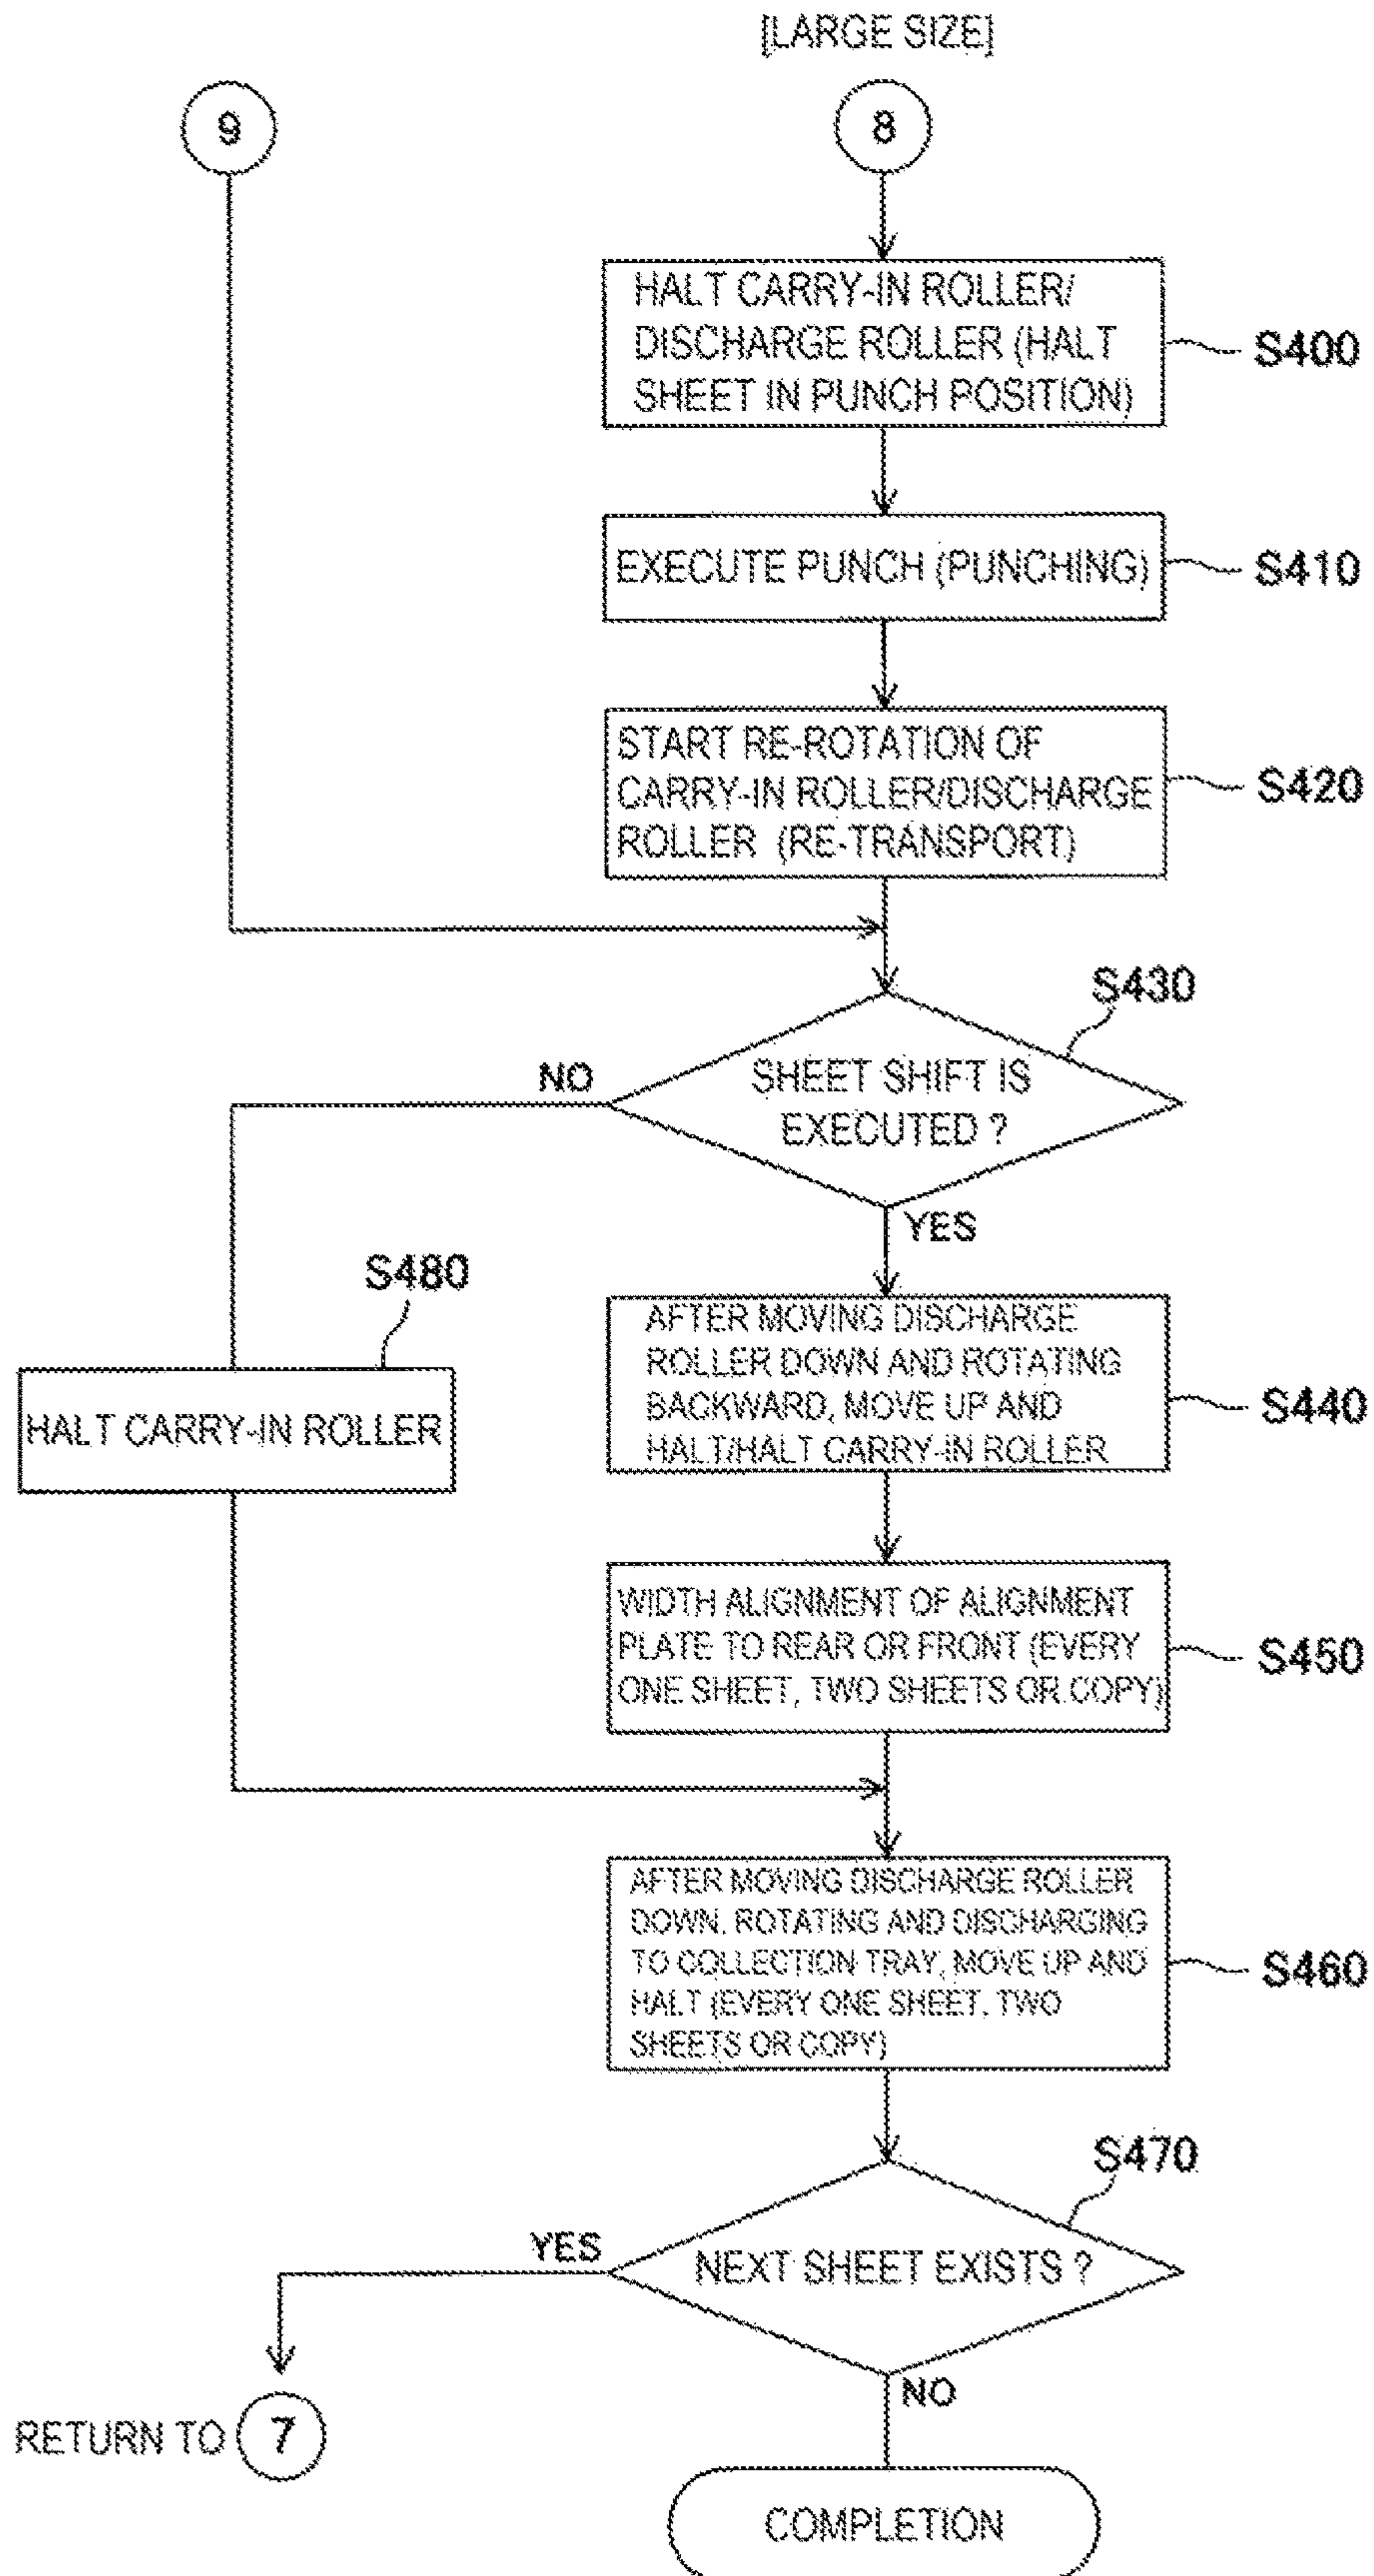 [LARGE SIZE]
9
8
HALT CARRY-IN ROLLER/
DISCHARGE ROLLER (HALT
SHEET IN PUNCH POSITION)
S400
EXECUTE PUNCH (PUNCHING)
S410
START RE-ROTATION OF
CARRY-IN ROLLER/DISCHARGE
ROLLER (RE-TRANSPORT)
S420
S430
NO
SHEET SHIFT IS
EXECUTED ?
YES
S480
HALT CARRY-IN ROLLER
AFTER MOVING DISCHARGE
ROLLER DOWN AND ROTATING
BACKWARD, MOVE UP AND
HALT/HALT CARRY-IN ROLLER
S440
WIDTH ALIGNMENT OF ALIGNMENT
PLATE TO REAR OR FRONT (EVERY
ONE SHEET, TWO SHEETS OR COPY)
S450
AFTER MOVING DISCHARGE ROLLER
DOWN, ROTATING AND DISCHARGING
TO COLLECTION TRAY, MOVE UP AND
HALT (EVERY ONE SHEET, TWO
SHEETS OR COPY)
S460
S470
YES
NEXT SHEET EXISTS ?
NO
RETURN TO 7
COMPLETION